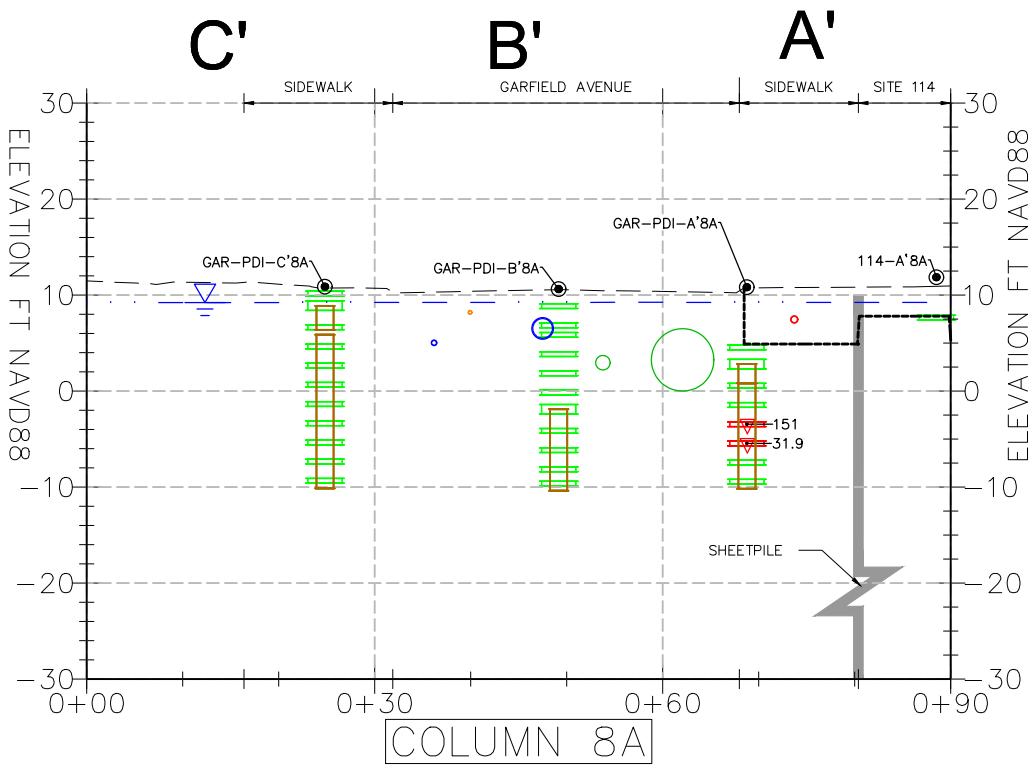 C' B' A'
SIDEWALK GARFIELD AVENUE SIDEWALK SITE 114
30 30
20 20
GAR-PDI-A'8A
GAR-PDI-C'8A GAR-PDI-B'8A 114-A'8A
10 10
0 0
151
31.9
-10 -10
SHEETPILE
-20 -20
-30 -30
ELEVATION FT NAVD88
ELEVATION FT NAVD88
0+00 0+30 0+60 0+90
COLUMN 8A